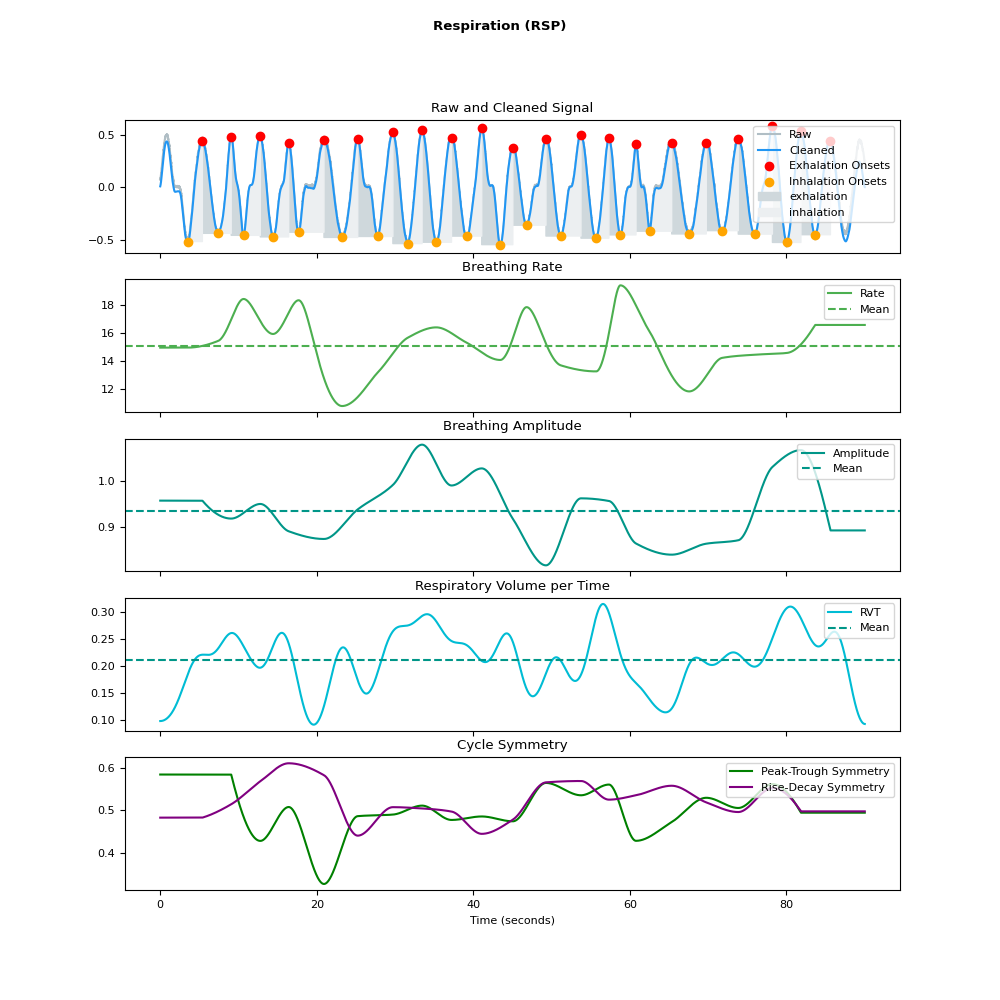 Respiration (RSP)
Raw and Cleaned Signal
0.5
0.0
−0.5
Raw
Cleaned
Exhalation Onsets
Inhalation Onsets
exhalation
inhalation
Breathing Rate
18
16
14
12
Rate
Mean
Breathing Amplitude
1.0
0.9
Amplitude
Mean
Respiratory Volume per Time
0.30
0.25
0.20
0.15
0.10
RVT
Mean
Cycle Symmetry
0.6
0.5
0.4
Peak-Trough Symmetry
Rise-Decay Symmetry
0 20 40 60 80
Time (seconds)